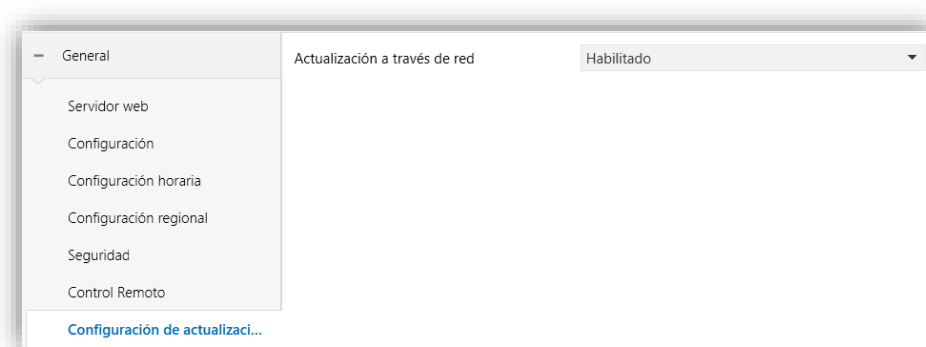 General
Actualización a través de red
Habilitado
Servidor web
Configuración
Configuración horaria
Configuración regional
Seguridad
Control Remoto
Configuración de actualizaci...